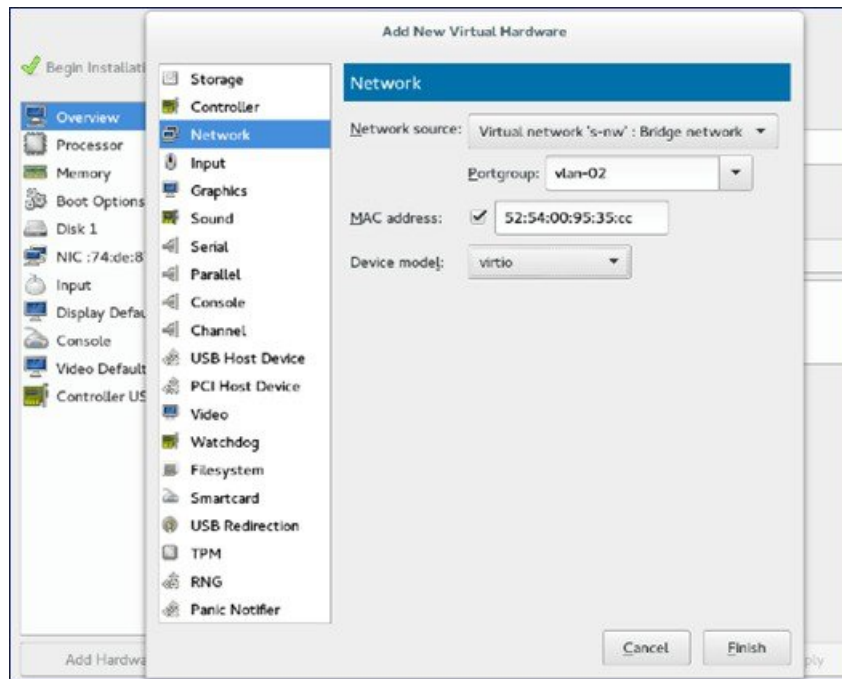 Add New Virtual Hardware
Begin Installati
Overview
Processor
Memory
Boot Options
Disk 1
NIC :74:de:8
Input
Display Defau
Console
Video Default
Controller US
Add Hardwa
Storage
Controller
Network
Input
Graphics
Sound
Serial
Parallel
Console
Channel
USB Host Device
PCI Host Device
Video
Watchdog
Filesystem
Smartcard
USB Redirection
TPM
RNG
Panic Notifier
Network
Network source: Virtual network 's-nw' : Bridge network
Portgroup: vlan-02
MAC address: 52:54:00:95:35:cc
Device model: virtio
Cancel Finish
ply